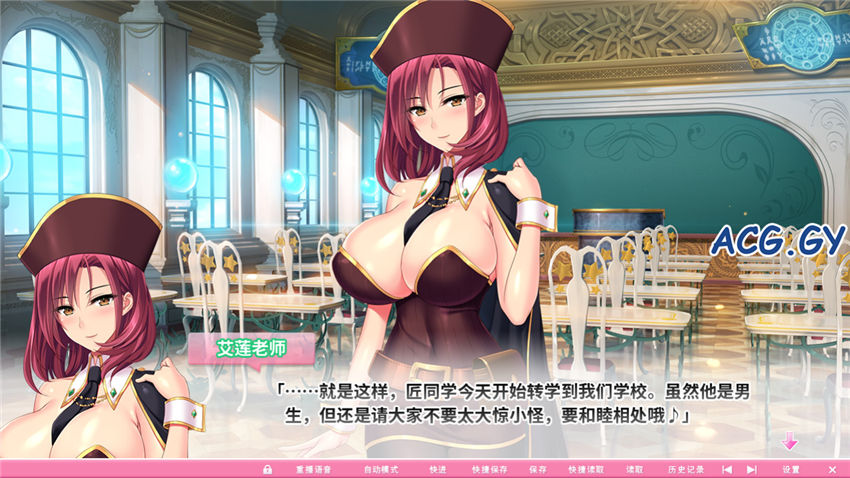 ACG.GY
艾莲老师
「……就是这样，匠同学今天开始转学到我们学校。虽然他是男
生，但还是请大家不要太大惊小怪，要和睦相处哦♪」
重播语音 自动模式 快进 快捷保存 保存 快捷读取 读取 历史记录 设置